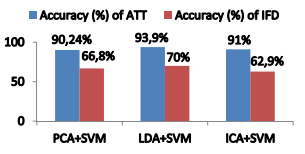 Accuracy (%) of ATT Accuracy (%) of IFD
100
50
0
90,24% 66,8% 93,9% 70% 91% 62,9%
PCA+SVM LDA+SVM ICA+SVM